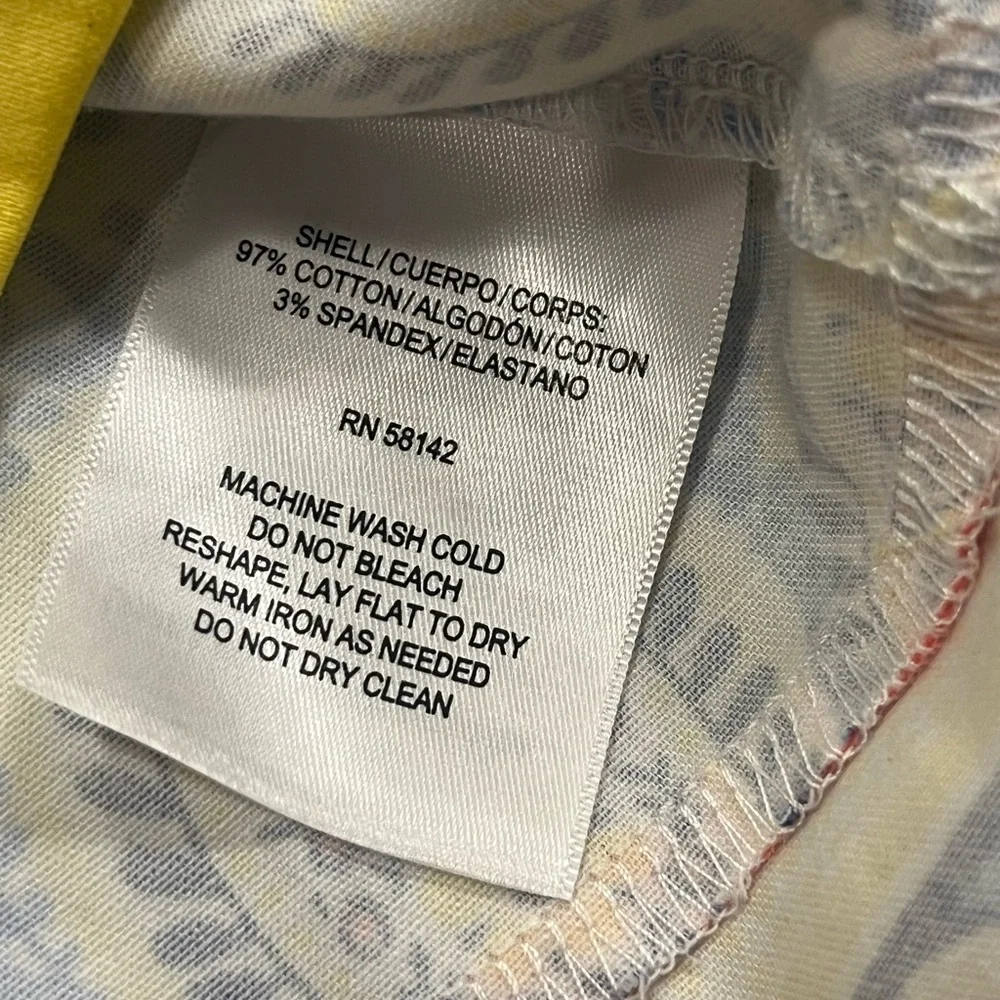 SHELL/CUERPO/CORPS:
97% COTTON/ALGODÓN/COTON
3% SPANDEX/ELASTANO
RN 58142
MACHINE WASH COLD
DO NOT BLEACH
RESHAPE, LAY FLAT TO DRY
WARM IRON AS NEEDED
DO NOT DRY CLEAN